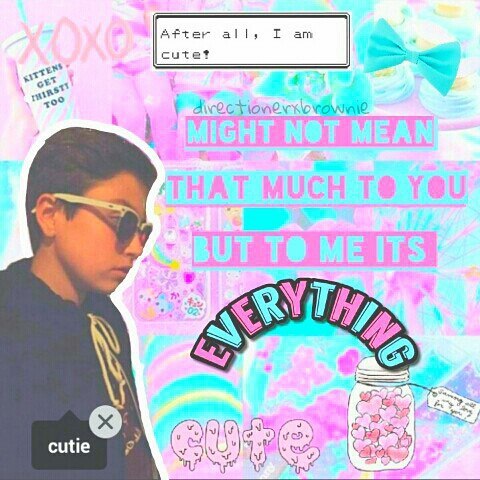 XOXO
After all, I am
cute!
KITTENS
GET
THIRSTY
TOO
directionerxbrownie
MIGHT NOT MEAN
THAT MUCH TO YOU
BUT TO ME ITS
EVERYTHING
cute
cutie